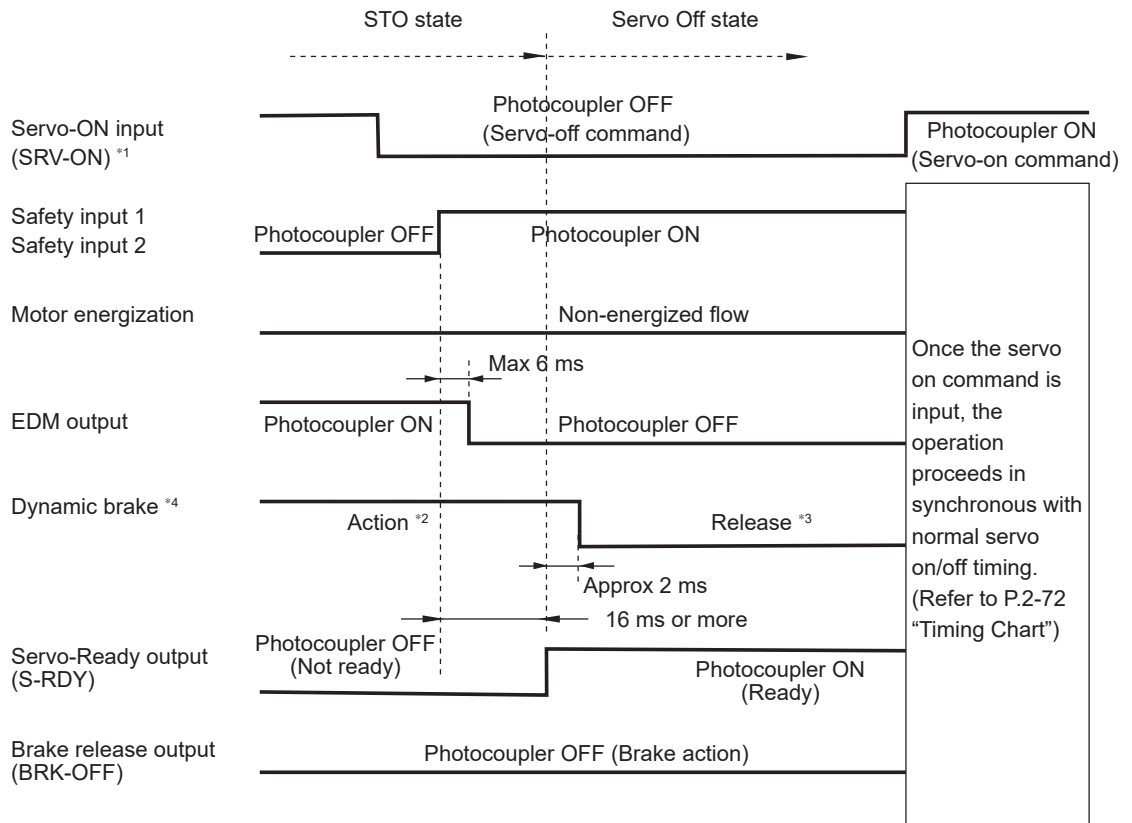 STO state
Servo Off state
Servo-ON input
(SRV-ON) *1
Photocoupler OFF
(Servo-off command)
Photocoupler ON
(Servo-on command)
Safety input 1
Safety input 2
Photocoupler OFF
Photocoupler ON
Motor energization
Non-energized flow
Max 6 ms
EDM output
Photocoupler ON
Photocoupler OFF
Dynamic brake *4
Action *2
Release *3
Approx 2 ms
16 ms or more
Servo-Ready output
(S-RDY)
Photocoupler OFF
(Not ready)
Photocoupler ON
(Ready)
Brake release output
(BRK-OFF)
Photocoupler OFF (Brake action)
Once the servo
on command is
input, the
operation
proceeds in
synchronous with
normal servo
on/off timing.
(Refer to P.2-72
“Timing Chart”)